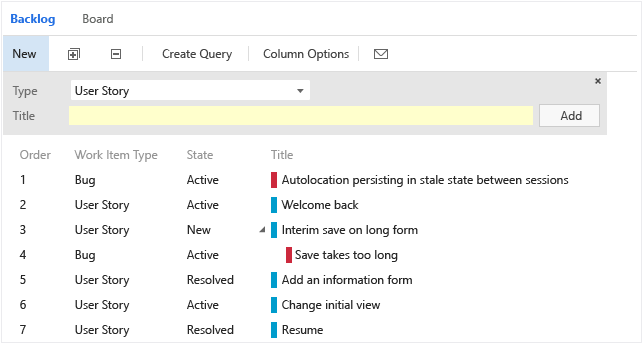 Backlog Board
New Create Query Column Options
Type User Story
Title Add
Order Work Item Type State Title
1 Bug Active Autolocation persisting in stale state between sessions
2 User Story Active Welcome back
3 User Story New Interim save on long form
4 Bug Active Save takes too long
5 User Story Resolved Add an information form
6 User Story Active Change initial view
7 User Story Resolved Resume